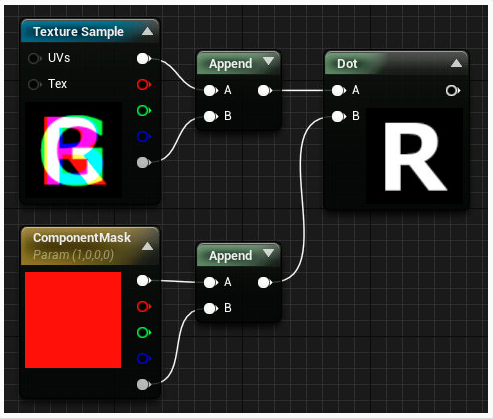 Texture Sample
UVs
Tex
Append
A
B
Dot
A
B
R
ComponentMask
Param (1,0,0,0)
Append
A
B